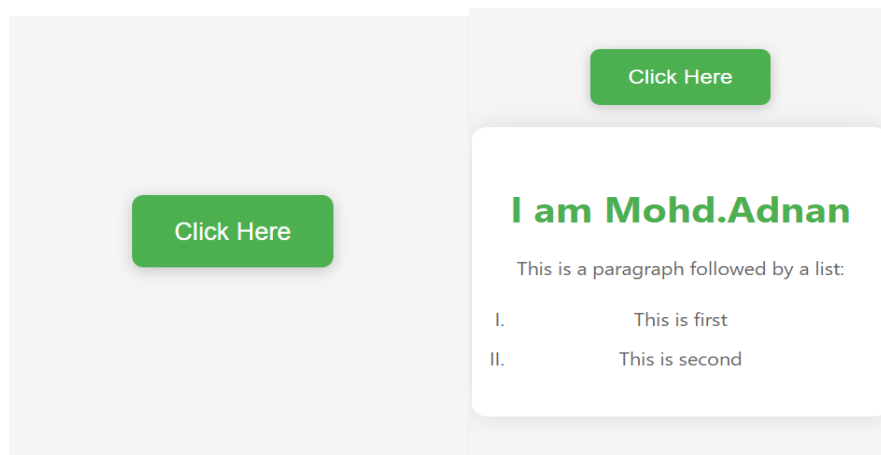 Click Here
Click Here
I am Mohd.Adnan
This is a paragraph followed by a list:
I. This is first
II. This is second